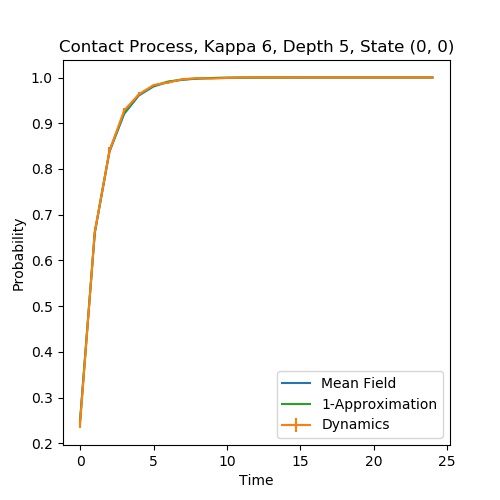 Contact Process, Kappa 6, Depth 5, State (0, 0)
1.0
0.9
0.8
0.7
0.6
0.5
0.4
0.3
0.2
Probability
Mean Field
1-Approximation
Dynamics
0 5 10 15 20 25
Time